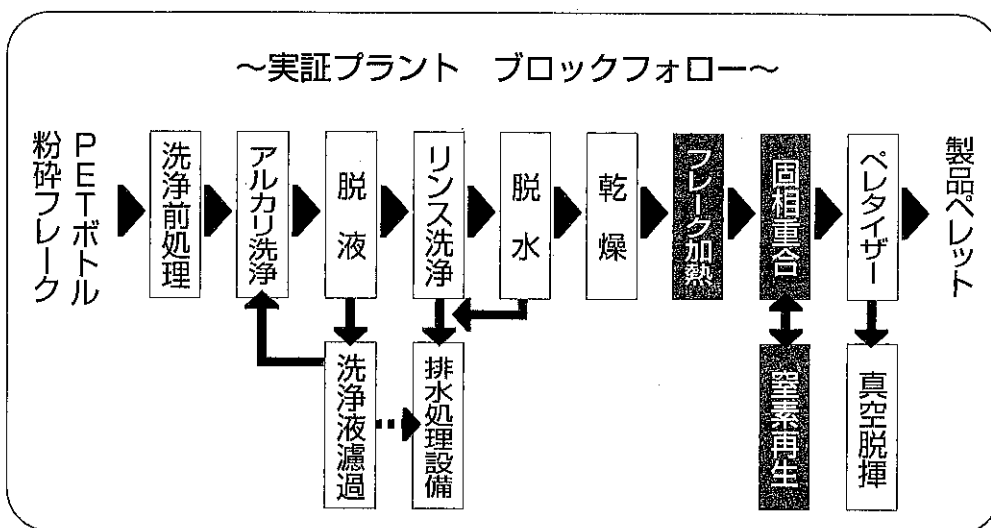 ～実証プラント　ブロックフォロー～
PETボトル
粉砕フレーク
洗浄前処理
アルカリ洗浄
脱液
リンス洗浄
脱水
乾燥
フレーク加熱
固相重合
ペレタイザー
製品ペレット
洗浄液濾過
排水処理設備
窒素再生
真空脱揮